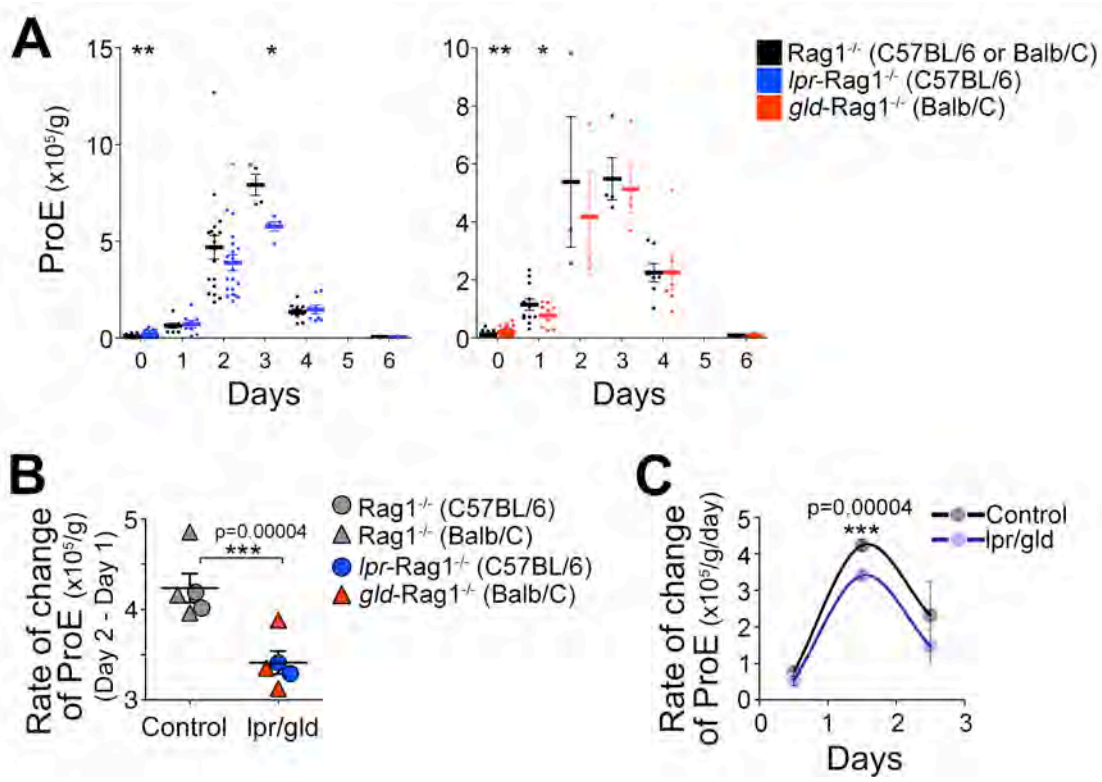 A
** *
15
10
5
0
ProE (x10⁵/g)
0 1 2 3 4 5 6
Days
** *
10
8
6
4
2
0
0 1 2 3 4 5 6
Days
Rag1⁻/⁻ (C57BL/6 or Balb/C)
lpr-Rag1⁻/⁻ (C57BL/6)
gld-Rag1⁻/⁻ (Balb/C)
B
Rate of change
of ProE (x10⁵/g)
(Day 2 - Day 1)
5
4
3
p=0.00004
***
Control lpr/gld
Rag1⁻/⁻ (C57BL/6)
Rag1⁻/⁻ (Balb/C)
lpr-Rag1⁻/⁻ (C57BL/6)
gld-Rag1⁻/⁻ (Balb/C)
C
Rate of change
of ProE (x10⁵/g/day)
5
4
3
2
1
0
p=0.00004
***
0 1 2 3
Days
Control
lpr/gld